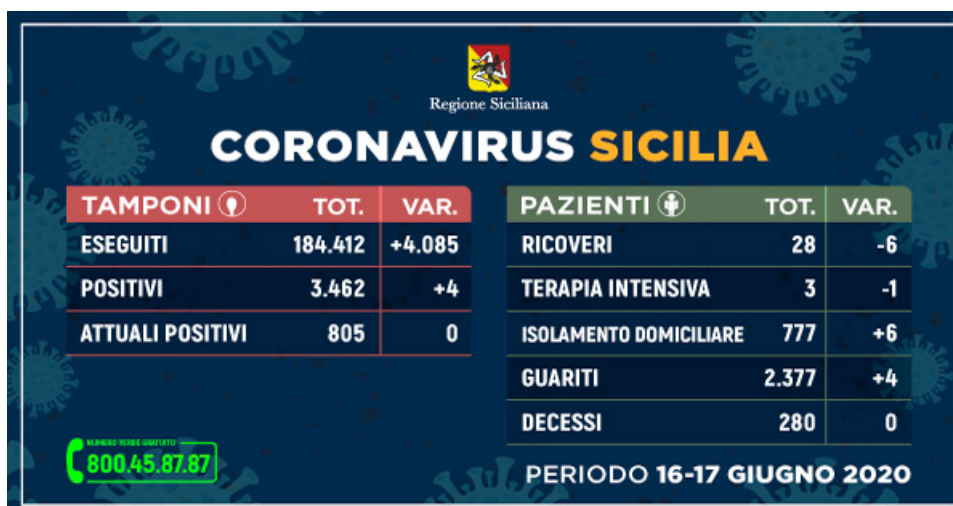 Regione Siciliana
CORONAVIRUS SICILIA
TAMPONI TOT. VAR.
ESEGUITI 184.412 +4.085
POSITIVI 3.462 +4
ATTUALI POSITIVI 805 0
PAZIENTI TOT. VAR.
RICOVERI 28 -6
TERAPIA INTENSIVA 3 -1
ISOLAMENTO DOMICILIARE 777 +6
GUARITI 2.377 +4
DECESSI 280 0
NUMERO VERDE GRATUITO
800.45.87.87
PERIODO 16-17 GIUGNO 2020